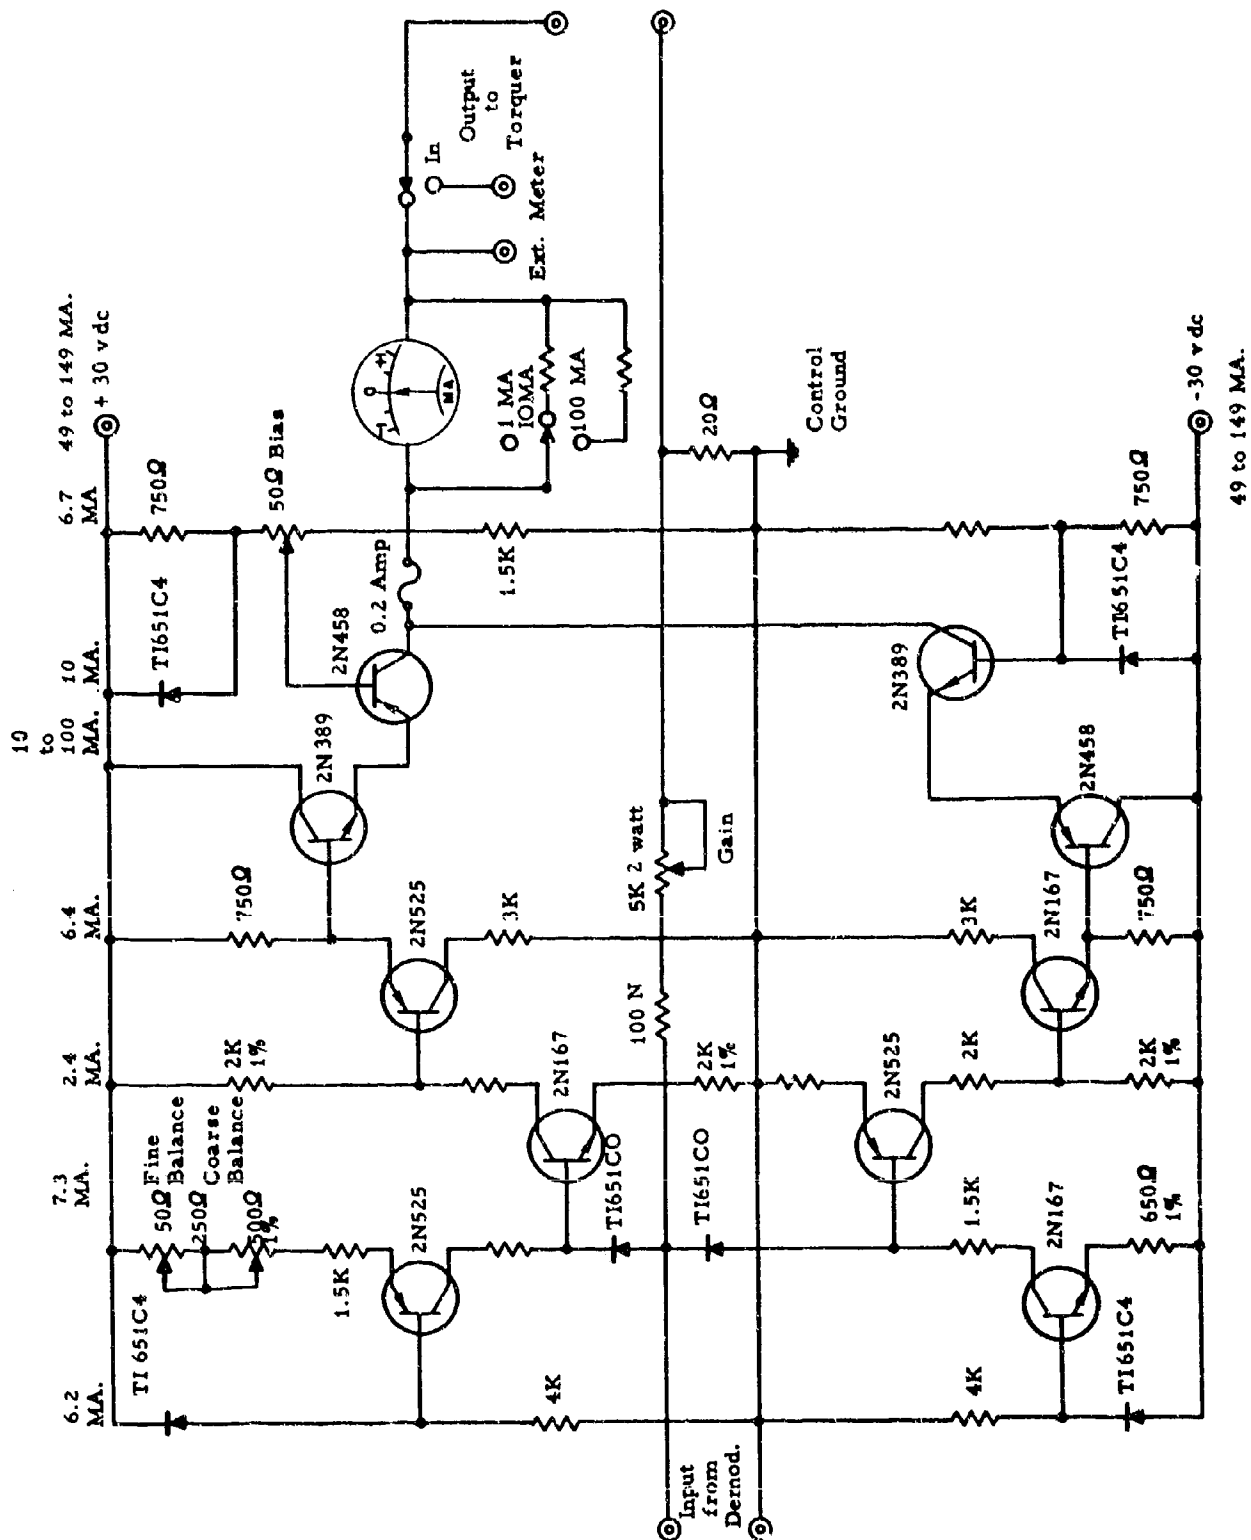 49 to 149 MA.
+ 30 v dc
6.7
MA
10
MA.
10
to
100
MA.
6.4
MA.
2.4
MA.
7.3
MA.
6.2
MA.
750Ω
50Ω Bias
TI651C4
2N458
0.2 Amp
1.5K
2N389
750Ω
2N525
3K
2K
1%
2N167
2K
1%
50Ω Fine
Balance
250Ω Coarse
Balance
500Ω
1%
1.5K
TI 651C4
2N525
4K
TI651CO
TI651CO
-1
O
+1
MA
1 MA
10MA
100 MA
Ext. Meter
In
Output
to
Torquer
20Ω
Control
Ground
5K 2 watt
Gain
100 N
Input
from
Demod.
2N389
2N458
TI651C4
750Ω
3K
2N167
750Ω
2N525
2K
2K
1%
1.5K
2N167
650Ω
1%
4K
TI651C4
-30 v dc
49 to 149 MA.